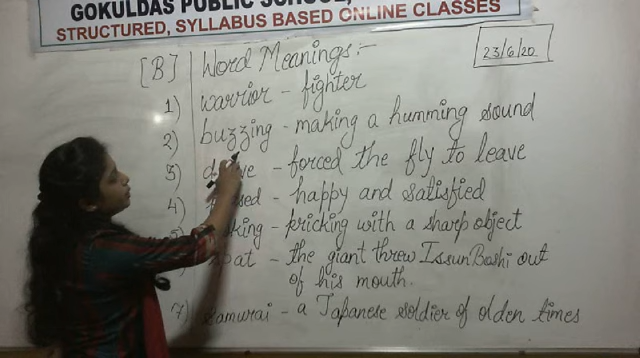 GOKULDAS PUBLIC SCHOOL,
STRUCTURED, SYLLABUS BASED ONLINE CLASSES
23/6/20
[B] Word Meanings:-
1) warrior - fighter
2) buzzing - making a humming sound
3) - forced the fly to leave
4) - happy and satisfied
- pricking with a sharp object
- the giant threw IssunBoshi out
of his mouth.
7) samurai - a Japanese soldier of olden times